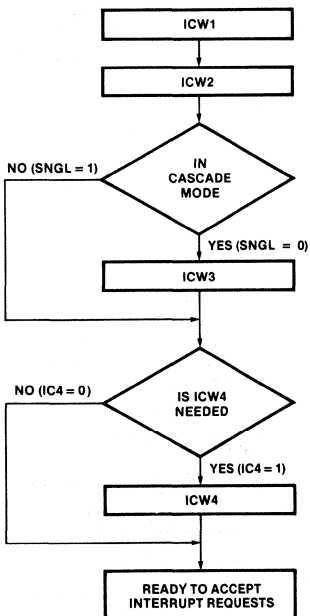 ICW1
ICW2
IN
CASCADE
MODE
NO (SNGL = 1)
YES (SNGL = 0)
ICW3
IS ICW4
NEEDED
NO (IC4 = 0)
YES (IC4 = 1)
ICW4
READY TO ACCEPT
INTERRUPT REQUESTS